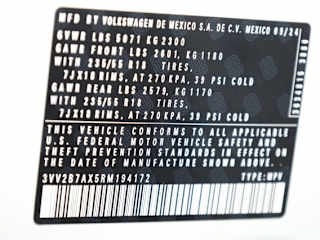 MFD BY VOLKSWAGEN DE MEXICO S.A. DE C.V. MEXICO 09/24
GVWR LBS 5071 KG 2300
GAWR FRONT LBS 2601, KG 1180
WITH 235/55 R18 TIRES,
7JX18 RIMS, AT 270 KPA, 39 PSI COLD
GAWR REAR LBS 2579, KG 1170
WITH 235/55 R18 TIRES,
7JX18 RIMS, AT 270 KPA, 39 PSI COLD
THIS VEHICLE CONFORMS TO ALL APPLICABLE
U.S. FEDERAL MOTOR VEHICLE SAFETY AND
THEFT PREVENTION STANDARDS IN EFFECT ON
THE DATE OF MANUFACTURE SHOWN ABOVE.
3VV2B7AX5RM194172 TYPE: MPV